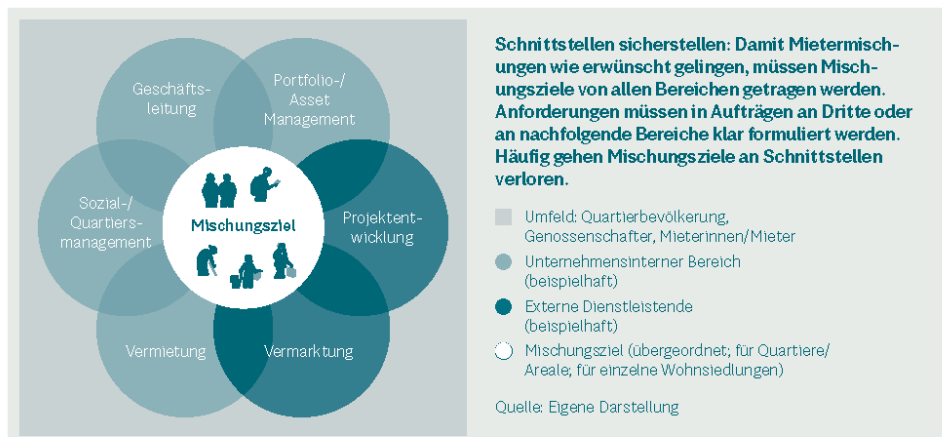 Geschäfts-
leitung
Portfolio-/
Asset
Management
Sozial-/
Quartiers-
management
Mischungsziel
Projektent-
wicklung
Vermietung
Vermarktung
Schnittstellen sicherstellen: Damit Mietermisch-
ungen wie erwünscht gelingen, müssen Misch-
ungsziele von allen Bereichen getragen werden.
Anforderungen müssen in Aufträgen an Dritte oder
an nachfolgende Bereiche klar formuliert werden.
Häufig gehen Mischungsziele an Schnittstellen
verloren.
Umfeld: Quartierbevölkerung,
Genossenschafter, Mieterinnen/Mieter
Unternehmensinterner Bereich
(beispielhaft)
Externe Dienstleistende
(beispielhaft)
Mischungsziel (übergeordnet; für Quartiere/
Areale; für einzelne Wohnsiedlungen)
Quelle: Eigene Darstellung